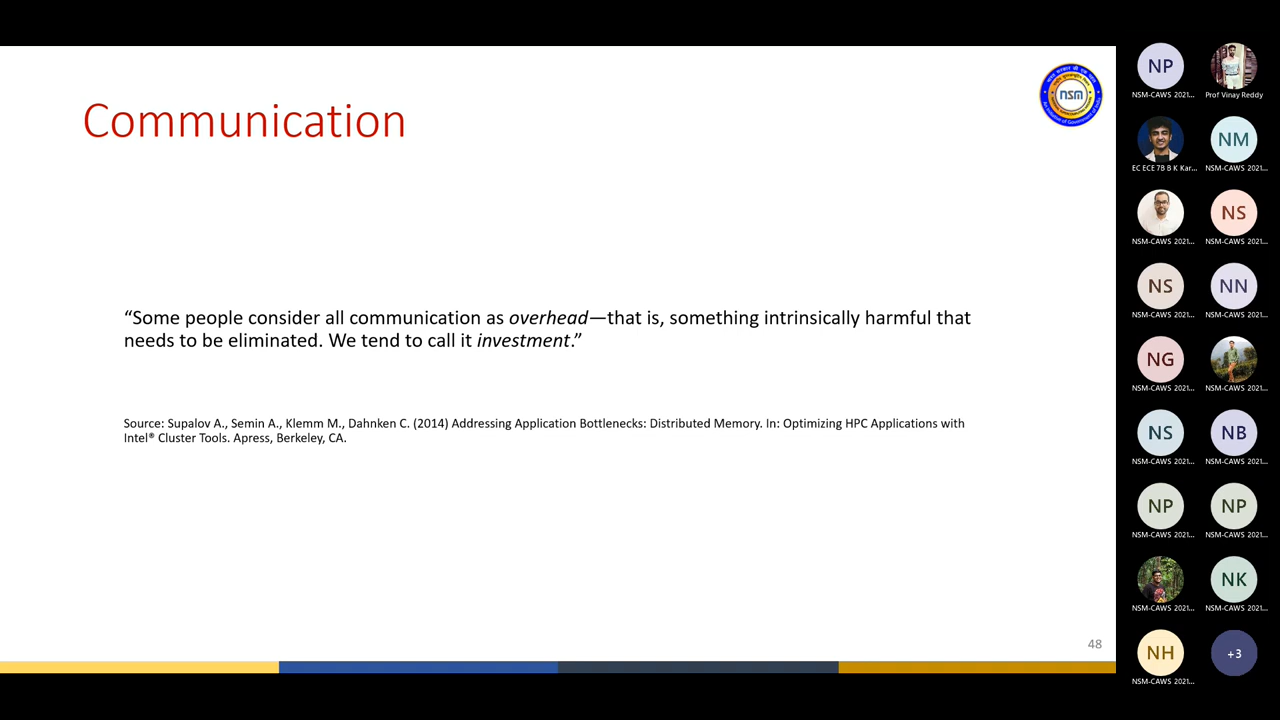 Communication
nsm
“Some people consider all communication as overhead—that is, something intrinsically harmful that
needs to be eliminated. We tend to call it investment.”
Source: Supalov A., Semin A., Klemm M., Dahnken C. (2014) Addressing Application Bottlenecks: Distributed Memory. In: Optimizing HPC Applications with
Intel® Cluster Tools. Apress, Berkeley, CA.
48
NP
NSM-CAWS 2021...
Prof Vinay Reddy
EC ECE 7B B K Kar...
NM
NSM-CAWS 2021...
NSM-CAWS 2021...
NS
NSM-CAWS 2021...
NS
NSM-CAWS 2021...
NN
NSM-CAWS 2021...
NG
NSM-CAWS 2021...
NSM-CAWS 2021...
NS
NSM-CAWS 2021...
NB
NSM-CAWS 2021...
NP
NSM-CAWS 2021...
NP
NSM-CAWS 2021...
NSM-CAWS 2021...
NK
NSM-CAWS 2021...
NH
NSM-CAWS 2021...
+3